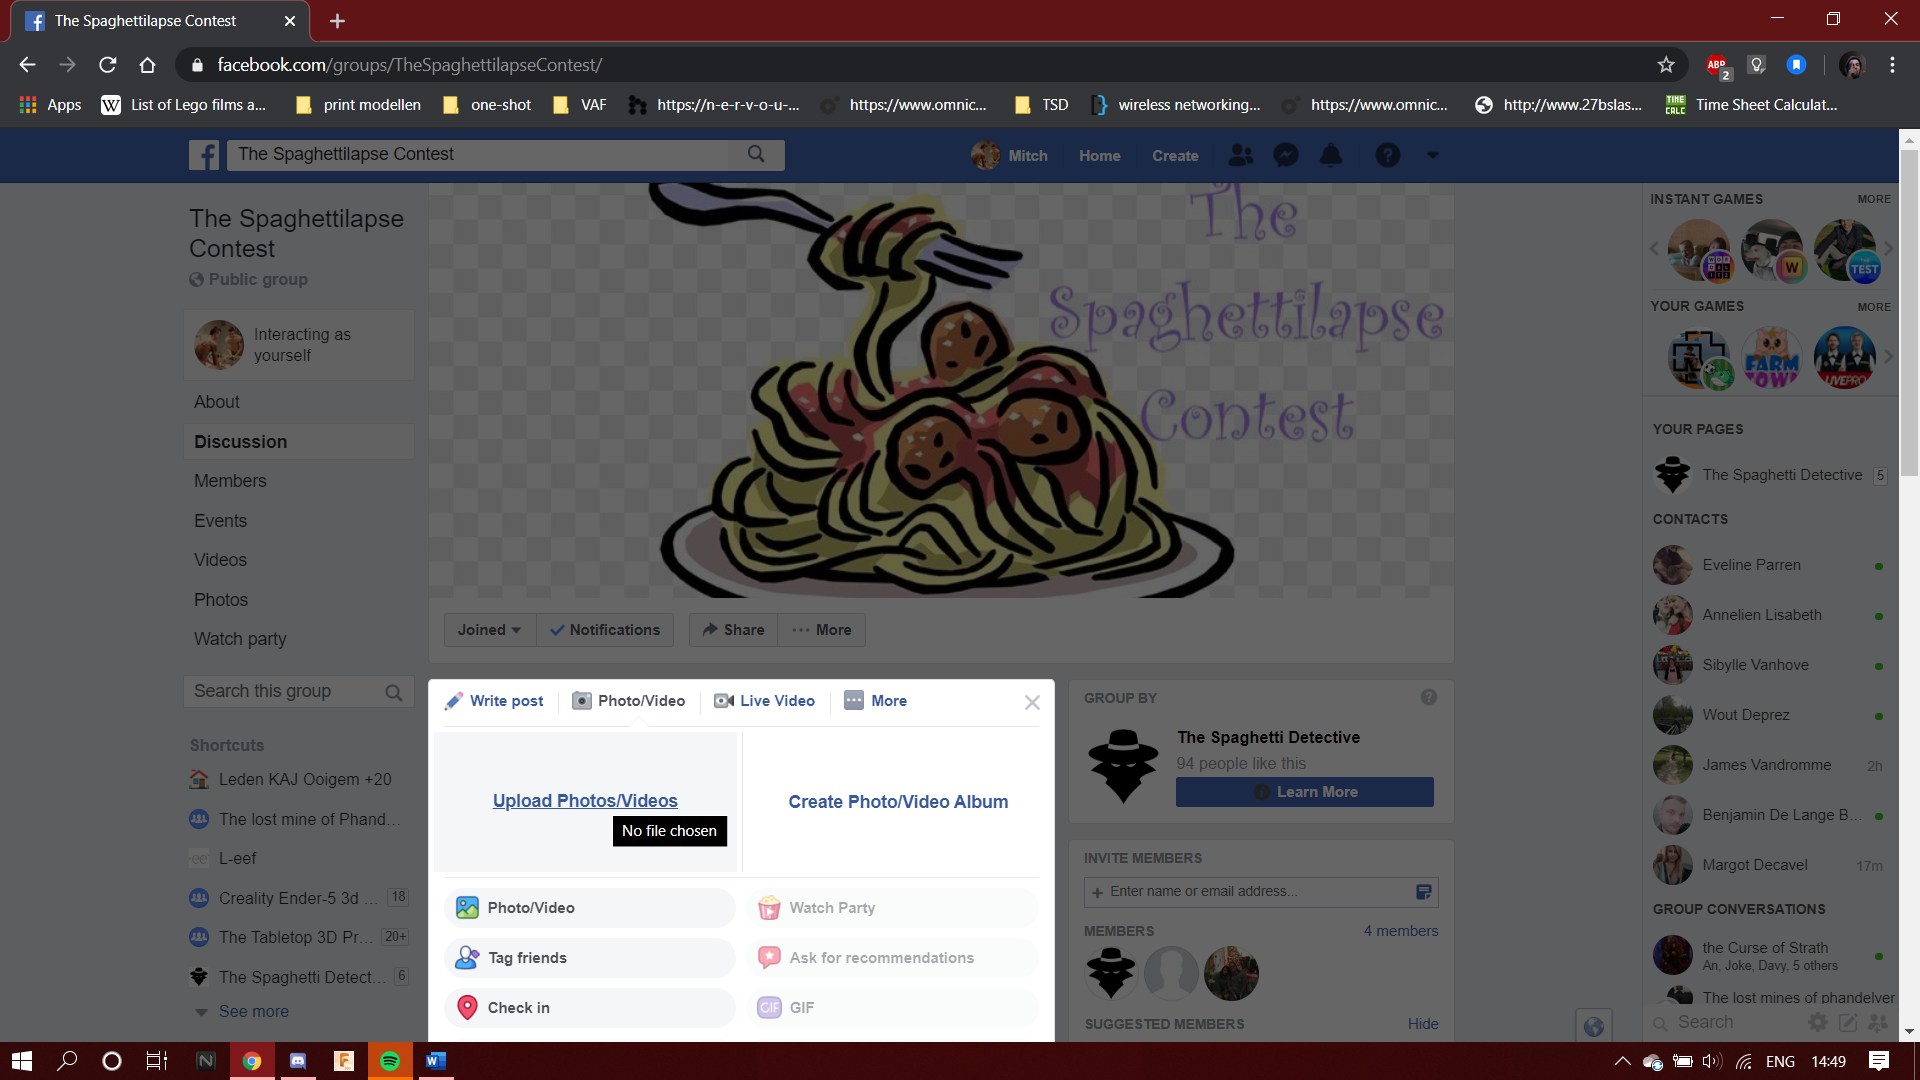 The Spaghettilapse Contest
facebook.com/groups/TheSpaghettilapseContest/
ABP
2
Apps
W
List of Lego films a...
print modellen
one-shot
VAF
https://n-e-r-v-o-u-...
https://www.omnic...
TSD
wireless networking...
https://www.omnic...
http://www.27bslas...
TIME CALC
Time Sheet Calculat...
The Spaghettilapse Contest
Mitch
Home
Create
The Spaghettilapse
Contest
Public group
Interacting as
yourself
About
Discussion
Members
Events
Videos
Photos
Watch party
Search this group
Shortcuts
Leden KAJ Ooigem +20
The lost mine of Phand...
ee
L-eef
Creality Ender-5 3d ...
18
The Tabletop 3D Pr...
20+
The Spaghetti Detect...
6
See more
The
Spaghettilapse
Contest
Joined
Notifications
Share
More
Write post
Photo/Video
Live Video
More
Upload Photos/Videos
No file chosen
Create Photo/Video Album
Photo/Video
Watch Party
Tag friends
Ask for recommendations
Check in
GIF
GIF
GROUP BY
The Spaghetti Detective
94 people like this
Learn More
INVITE MEMBERS
+ Enter name or email address...
MEMBERS
4 members
SUGGESTED MEMBERS
Hide
INSTANT GAMES
MORE
W
TEST
YOUR GAMES
MORE
FARM
LIVEPRO
YOUR PAGES
The Spaghetti Detective
5
CONTACTS
Eveline Parren
Annelien Lisabeth
Sibylle Vanhove
Wout Deprez
James Vandromme
2h
Benjamin De Lange B...
Margot Decavel
17m
GROUP CONVERSATIONS
the Curse of Strath
An, Joke, Davy, 5 others
The lost mines of phandelver
Search
N
F
W
ENG
14:49